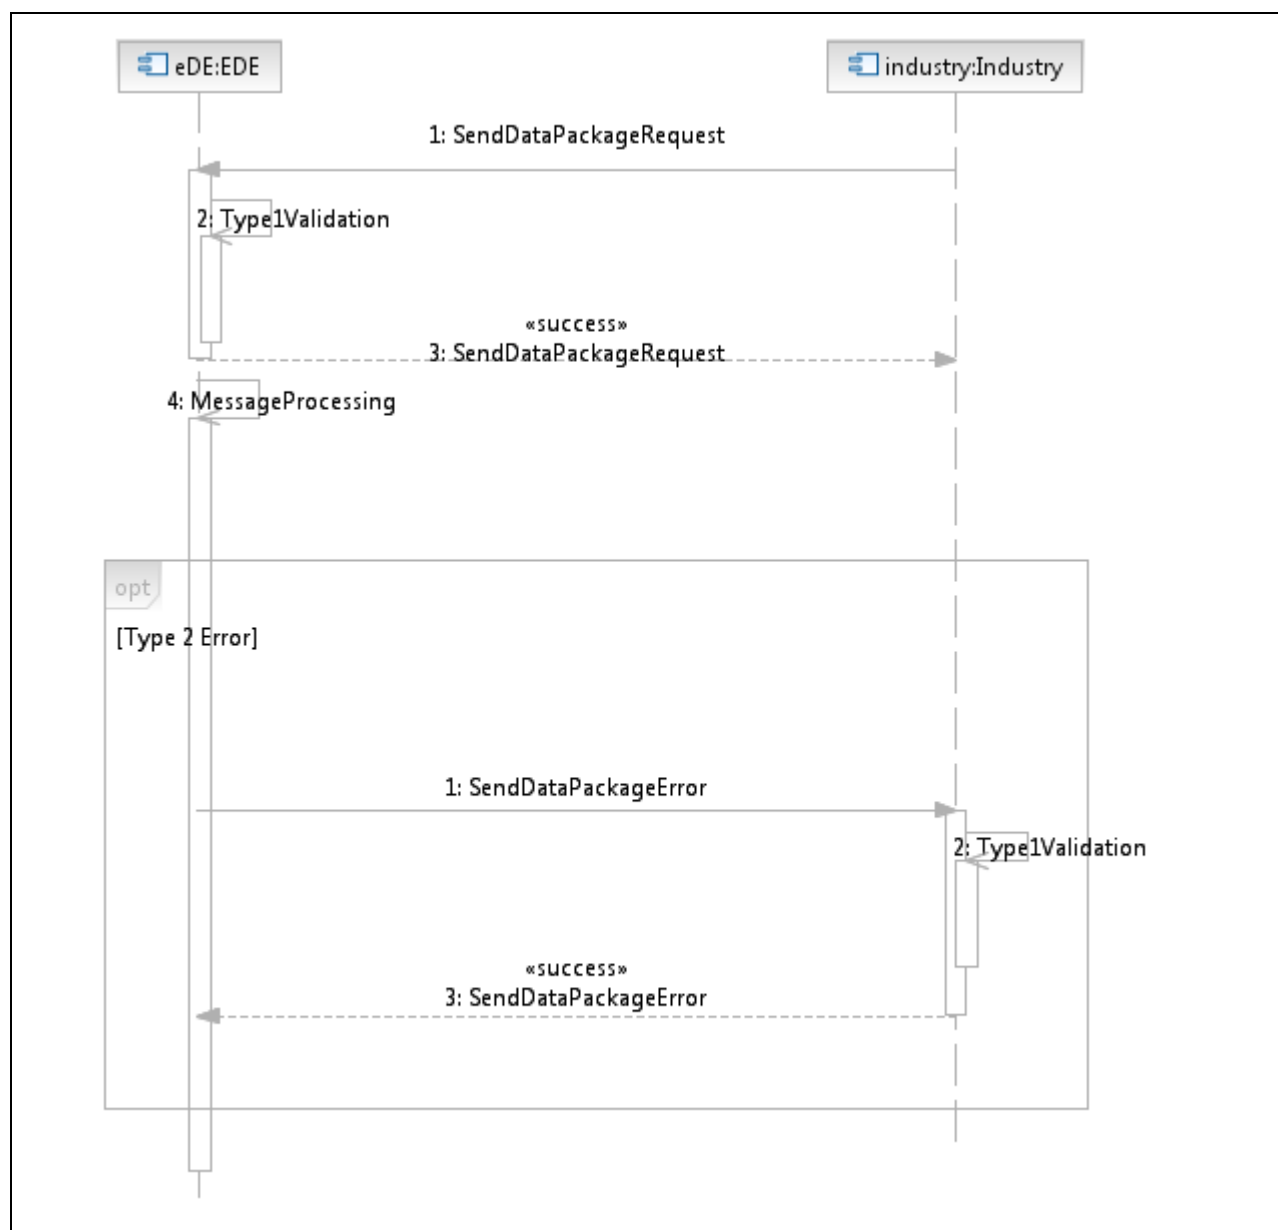 eDE:EDE
industry:Industry
1: SendDataPackageRequest
2: Type1Validation
«success»
3: SendDataPackageRequest
4: MessageProcessing
opt
[Type 2 Error]
1: SendDataPackageError
2: Type1Validation
«success»
3: SendDataPackageError